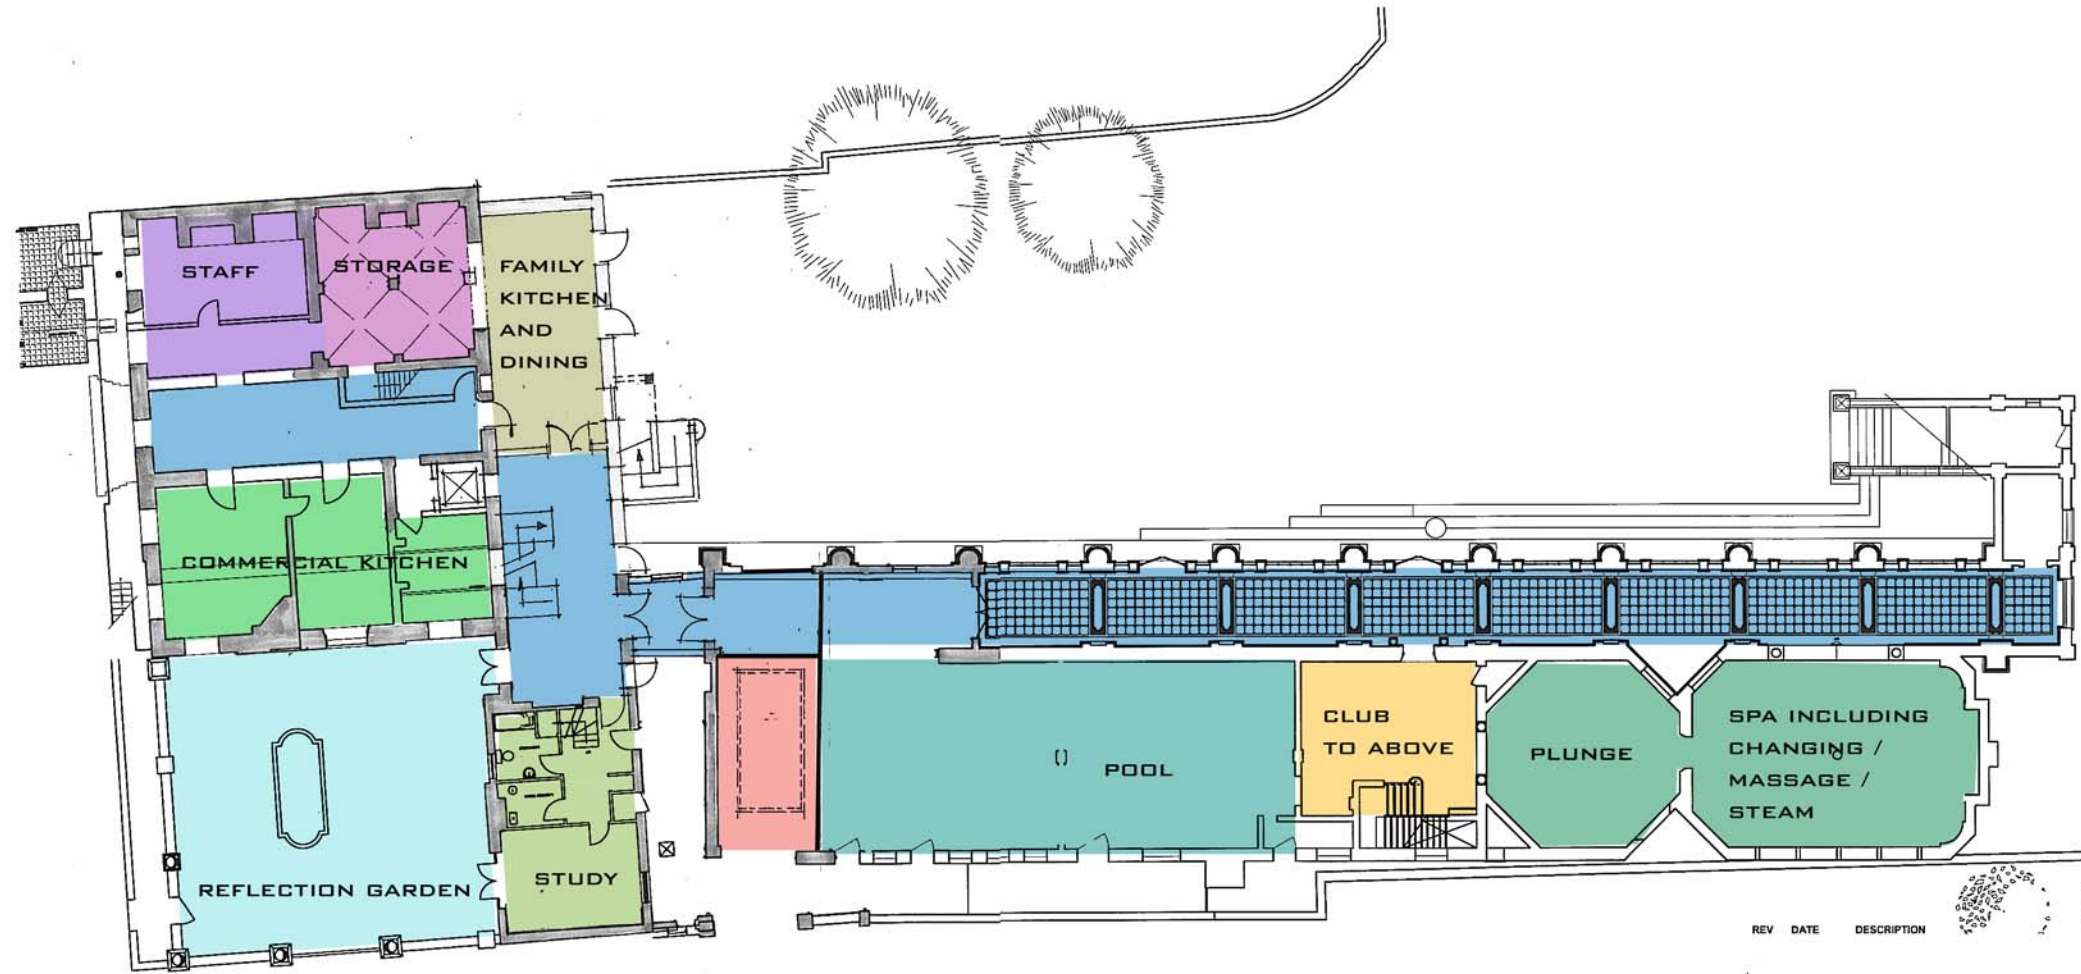 STAFF
STORAGE
FAMILY
KITCHEN
AND
DINING
COMMERCIAL KITCHEN
REFLECTION GARDEN
STUDY
POOL
CLUB
TO ABOVE
PLUNGE
SPA INCLUDING
CHANGING /
MASSAGE /
STEAM
REV DATE DESCRIPTION